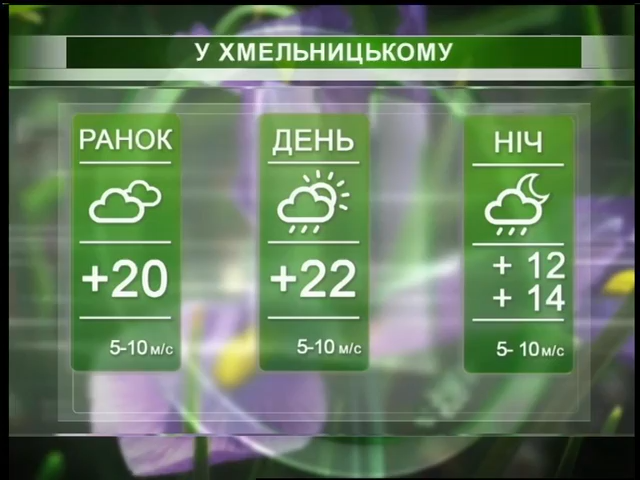 У ХМЕЛЬНИЦЬКОМУ
РАНОК
+20
5-10 м/с
ДЕНЬ
+22
5-10 м/с
НІЧ
+ 12
+ 14
5- 10 м/с